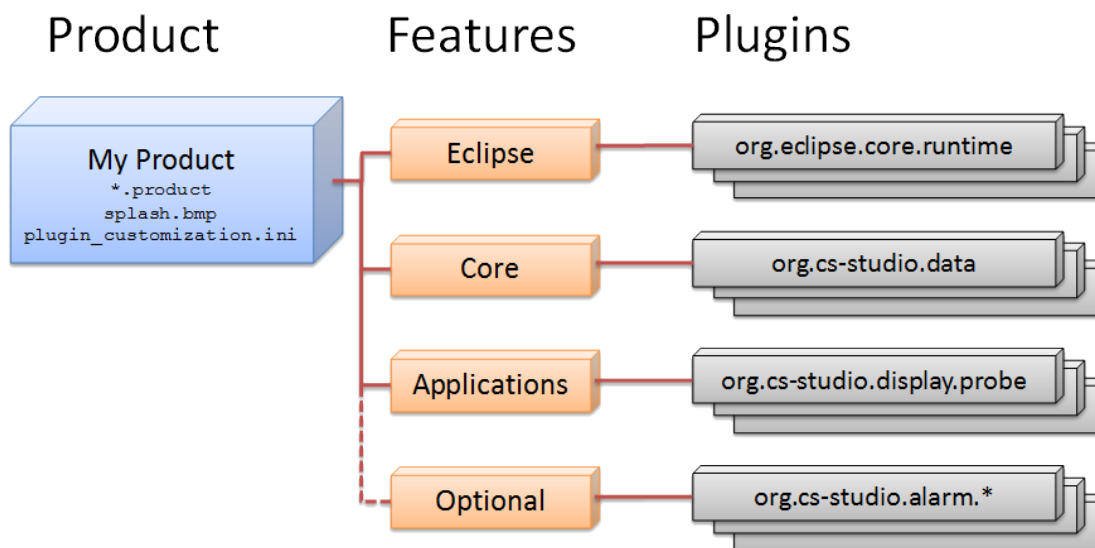 Product
Features
Plugins
My Product
*.product
splash.bmp
plugin_customization.ini
Eclipse
org.eclipse.core.runtime
Core
org.cs-studio.data
Applications
org.cs-studio.display.probe
Optional
org.cs-studio.alarm.*